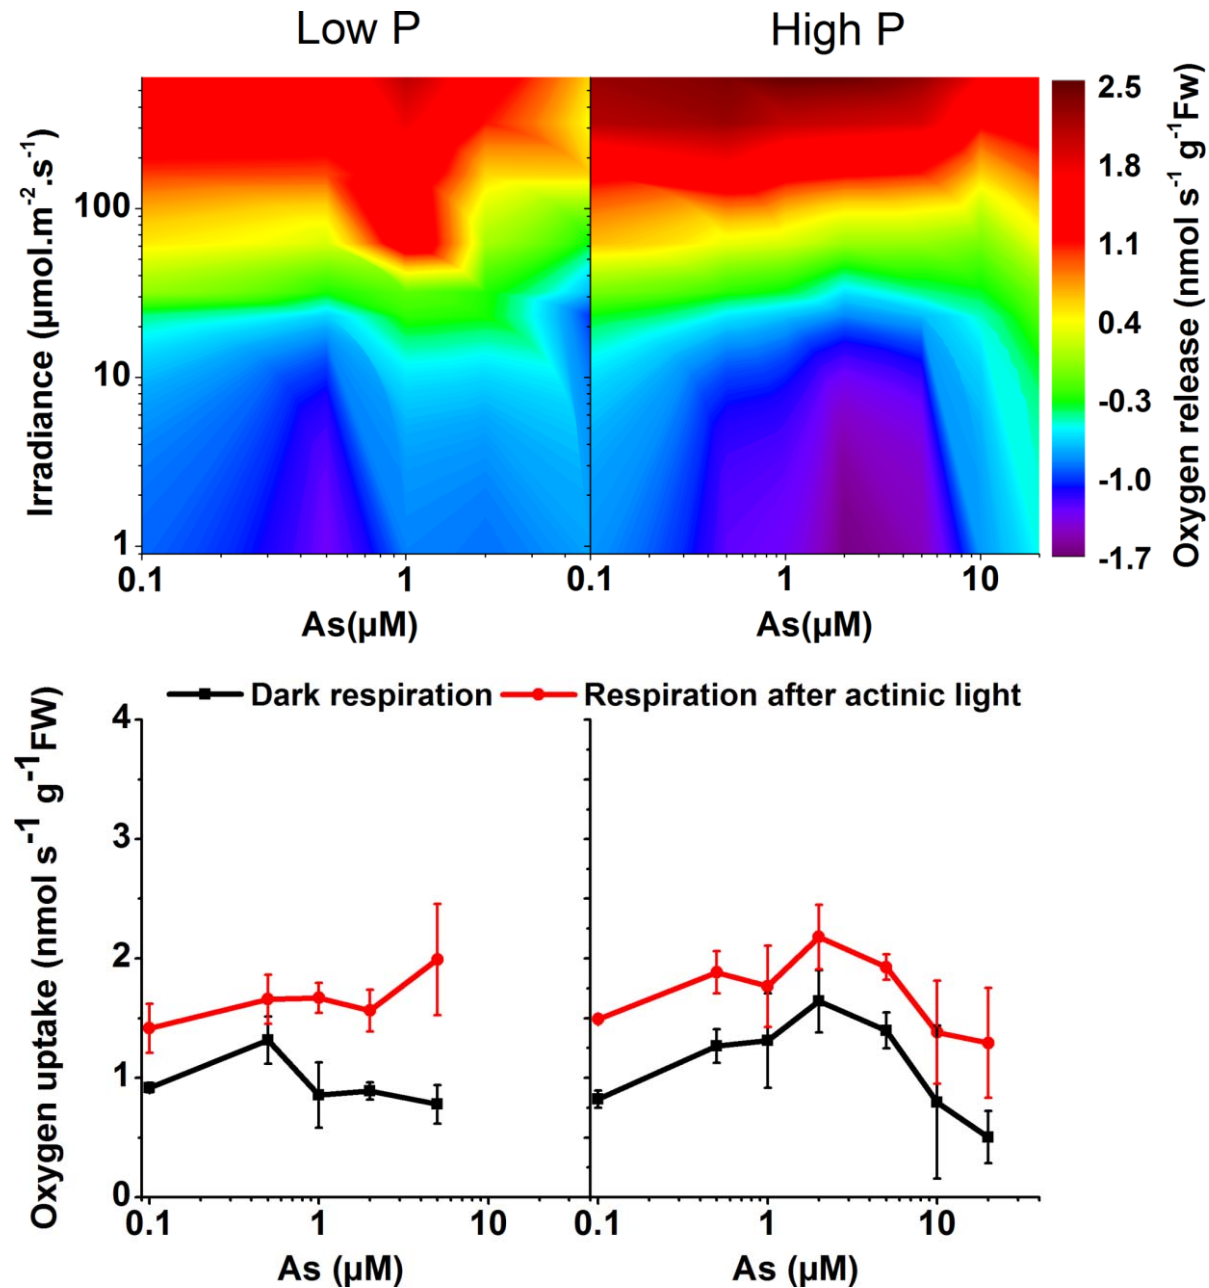 Low P
High P
Irradiance (µmol.m-2.s-1)
100
10
1
0.1
1
0.1
1
10
As(µM)
As(µM)
2.5
1.8
1.1
0.4
-0.3
-1.0
-1.7
Oxygen release (nmol s-1 g-1Fw)
Dark respiration
Respiration after actinic light
Oxygen uptake (nmol s-1 g-1FW)
4
3
2
1
0
0.1
1
10
0.1
1
10
As (µM)
As (µM)